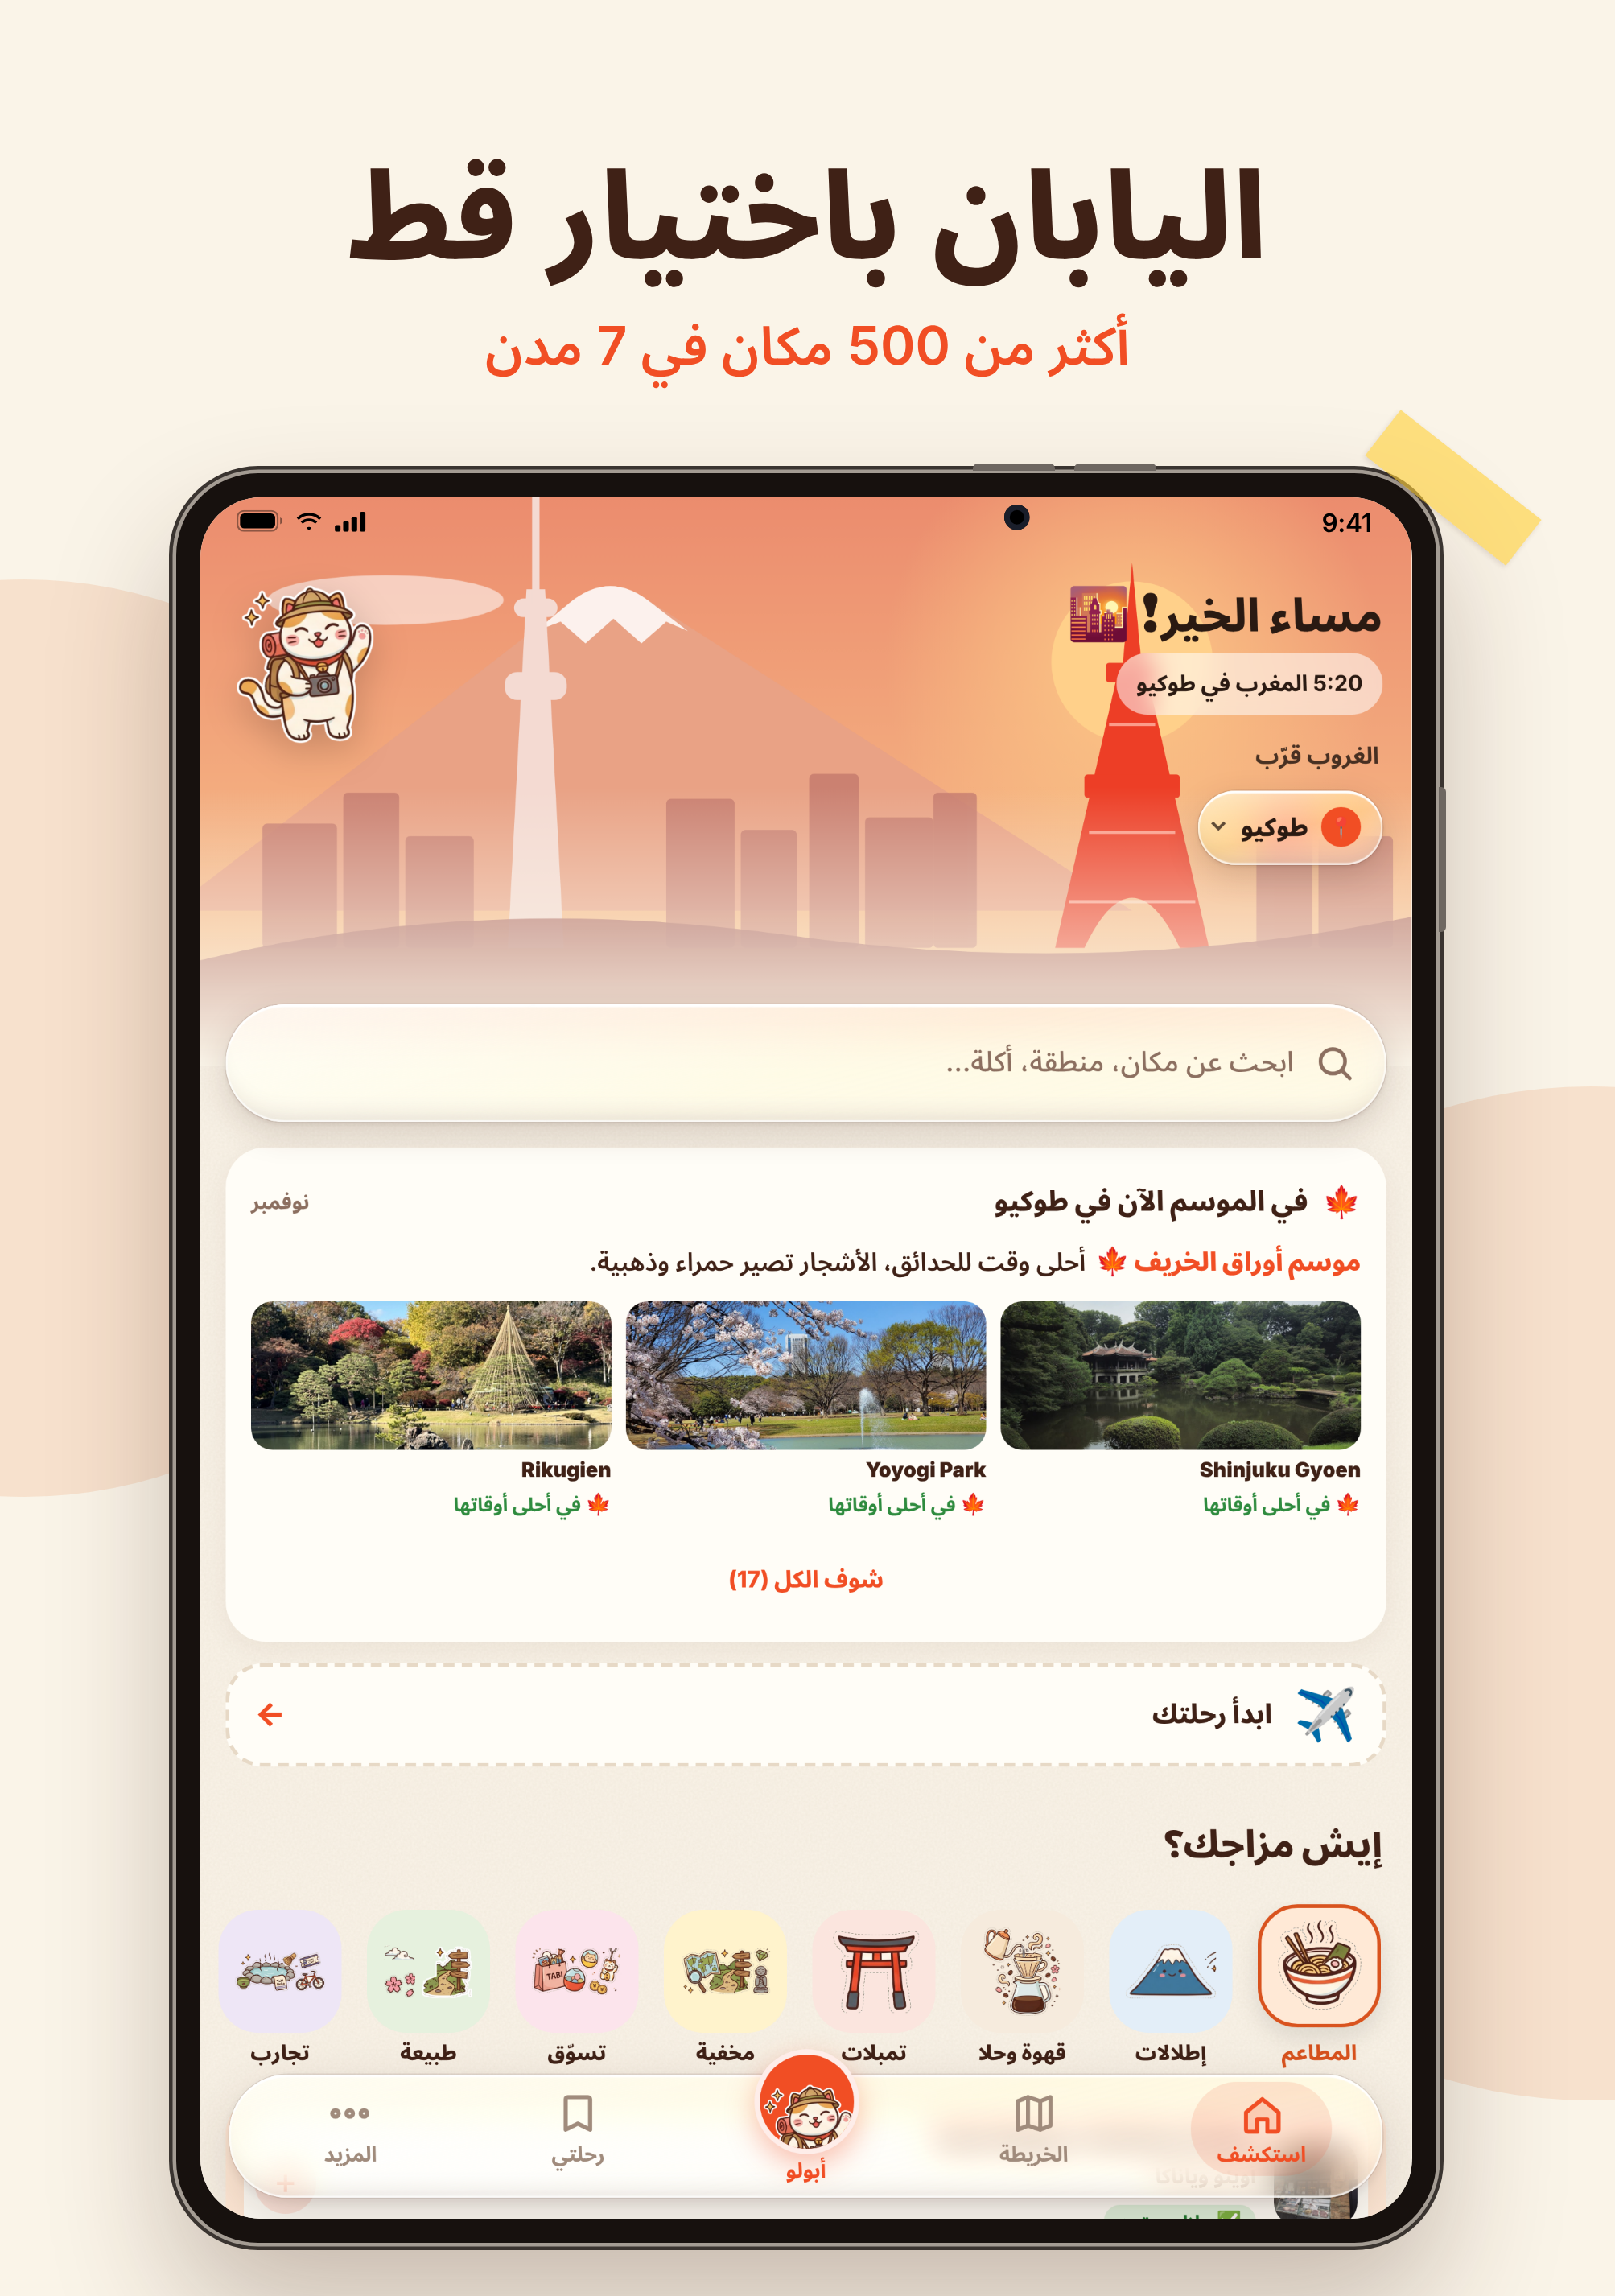 اليابان باختيار قط
أكثر من 500 مكان في 7 مدن
9:41
مساء الخير!
5:20 المغرب في طوكيو
الغروب قرّب
طوكيو
ابحث عن مكان، منطقة، أكلة...
في الموسم الآن في طوكيو
نوفمبر
موسم أوراق الخريف 🍁 أحلى وقت للحدائق، الأشجار تصير حمراء وذهبية.
Shinjuku Gyoen
Yoyogi Park
Rikugien
في أحلى أوقاتها
في أحلى أوقاتها
في أحلى أوقاتها
شوف الكل (17)
ابدأ رحلتك
إيش مزاجك؟
TABI
المطاعم
إطلالات
قهوة وحلا
تمبلات
مخفية
تسوّق
طبيعة
تجارب
استكشف
الخريطة
أبولو
رحلتي
المزيد